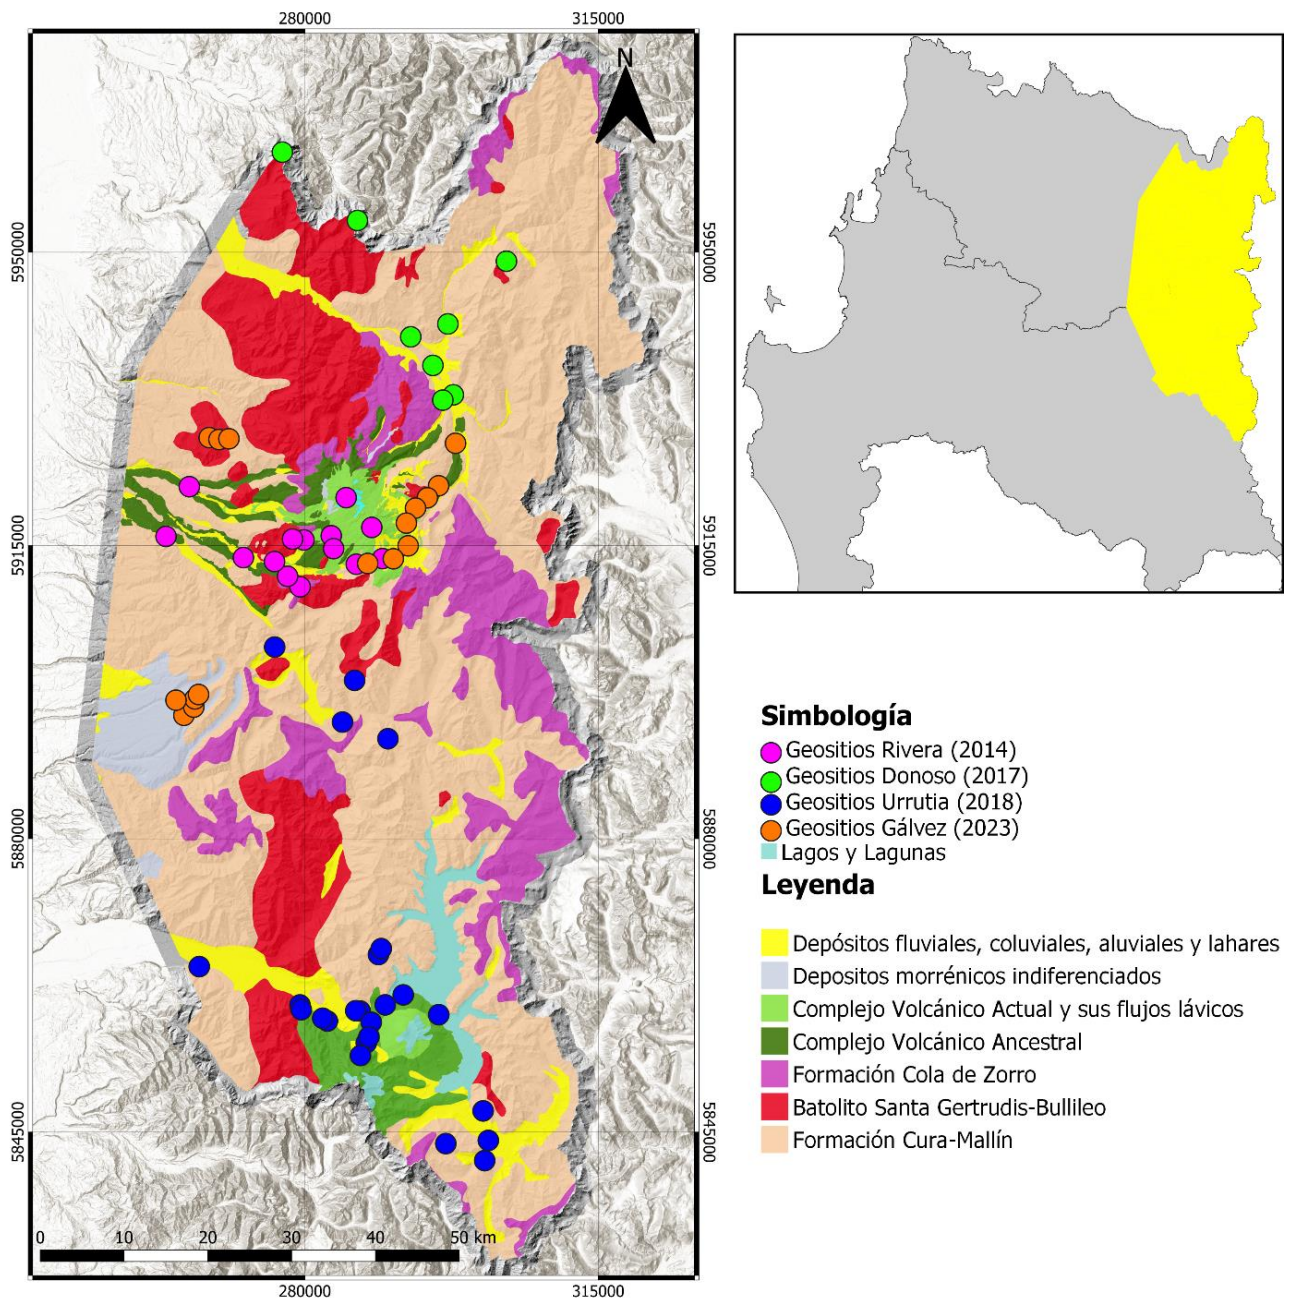 280000 315000
N
5950000 5950000
5915000 5915000
5880000 5880000
5845000 5845000
0 10 20 30 40 50 km
280000 315000
Simbología
Geositios Rivera (2014)
Geositios Donoso (2017)
Geositios Urrutia (2018)
Geositios Gálvez (2023)
Lagos y Lagunas
Leyenda
Depósitos fluviales, coluviales, aluviales y lahares
Depositos morrénicos indiferenciados
Complejo Volcánico Actual y sus flujos lávicos
Complejo Volcánico Ancestral
Formación Cola de Zorro
Batolito Santa Gertrudis-Bullileo
Formación Cura-Mallín